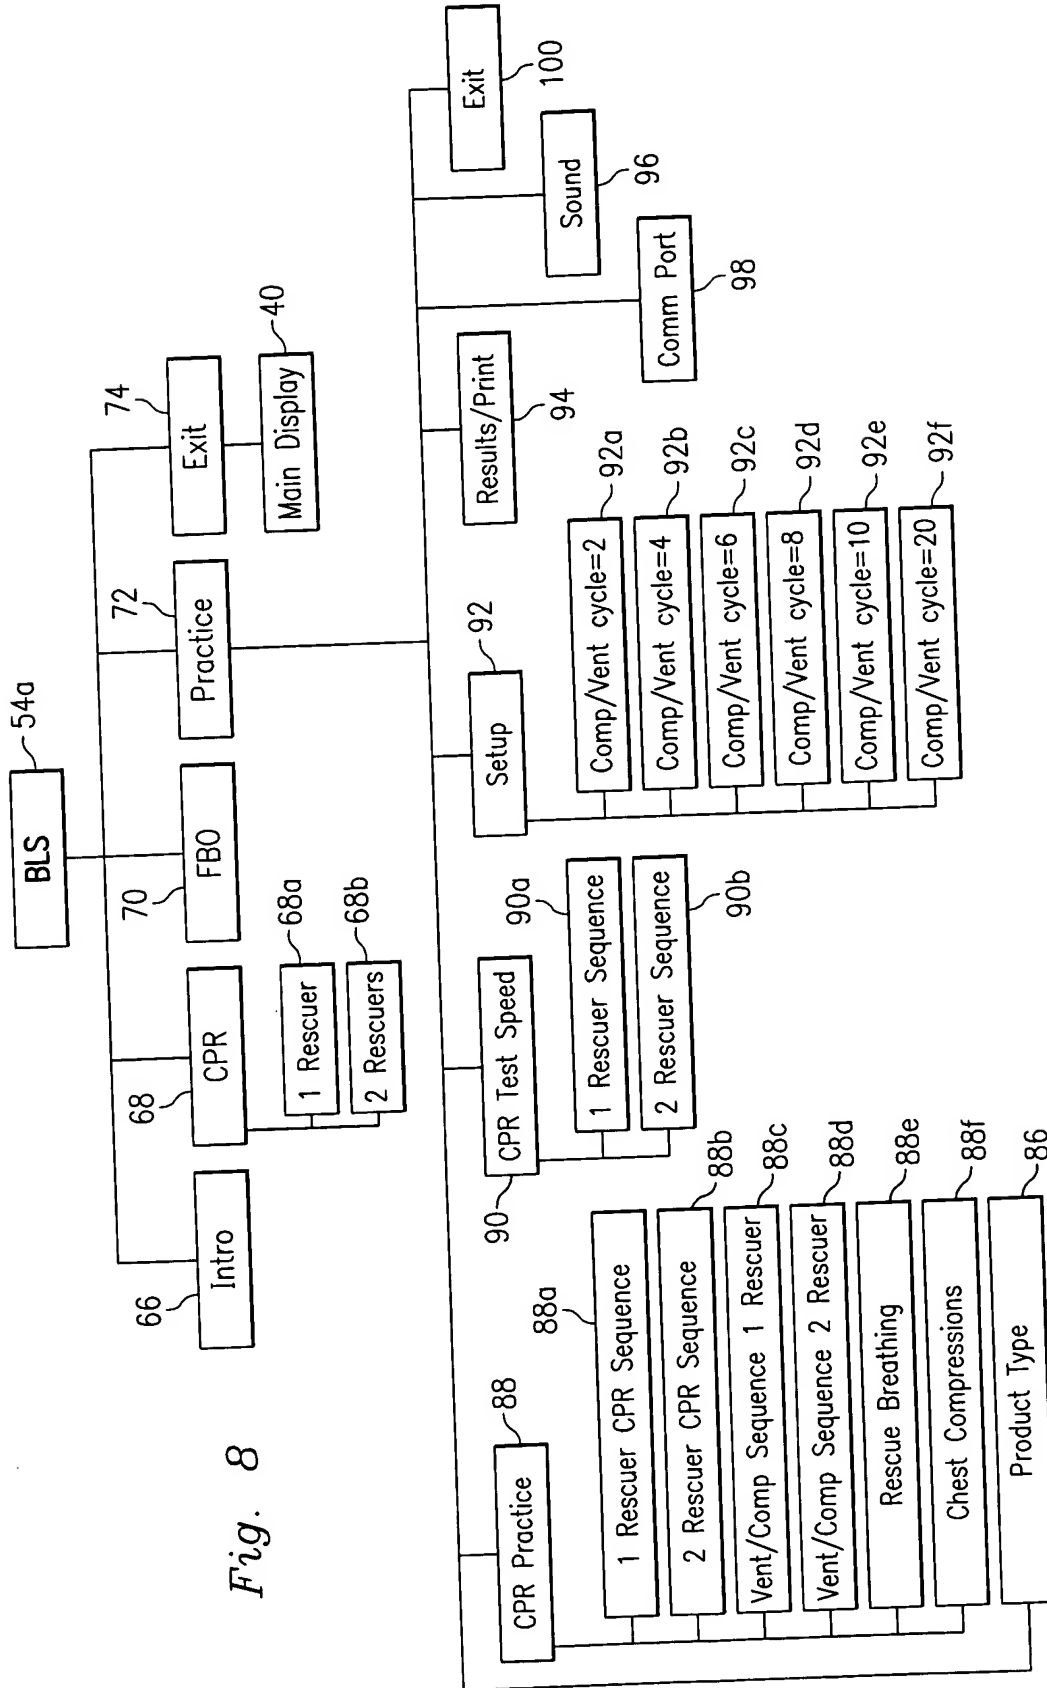 BLS
54a
Intro
66
CPR
68
1 Rescuer
68a
2 Rescuers
68b
FBO
70
Practice
72
Exit
74
Main Display
40
CPR Practice
88
1 Rescuer CPR Sequence
88a
2 Rescuer CPR Sequence
88b
Vent/Comp Sequence 1 Rescuer
88c
Vent/Comp Sequence 2 Rescuer
88d
Rescue Breathing
88e
Chest Compressions
88f
Product Type
86
CPR Test Speed
90
1 Rescuer Sequence
90a
2 Rescuer Sequence
90b
Setup
92
Comp/Vent cycle=2
92a
Comp/Vent cycle=4
92b
Comp/Vent cycle=6
92c
Comp/Vent cycle=8
92d
Comp/Vent cycle=10
92e
Comp/Vent cycle=20
92f
Results/Print
94
Comm Port
98
Sound
96
Exit
100
Fig. 8